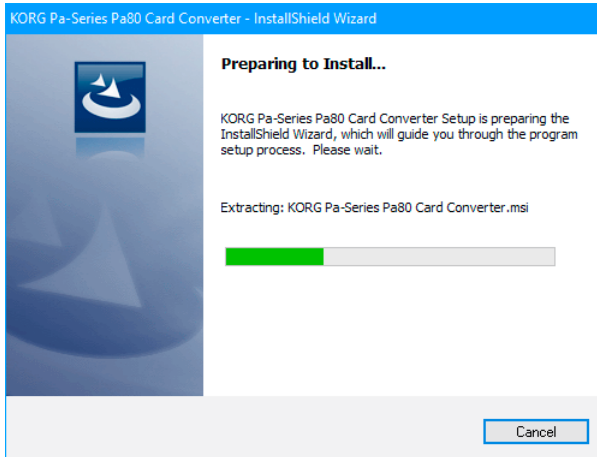 KORG Pa-Series Pa80 Card Converter - InstallShield Wizard
Preparing to Install...
KORG Pa-Series Pa80 Card Converter Setup is preparing the
InstallShield Wizard, which will guide you through the program
setup process. Please wait.
Extracting: KORG Pa-Series Pa80 Card Converter.msi
Cancel